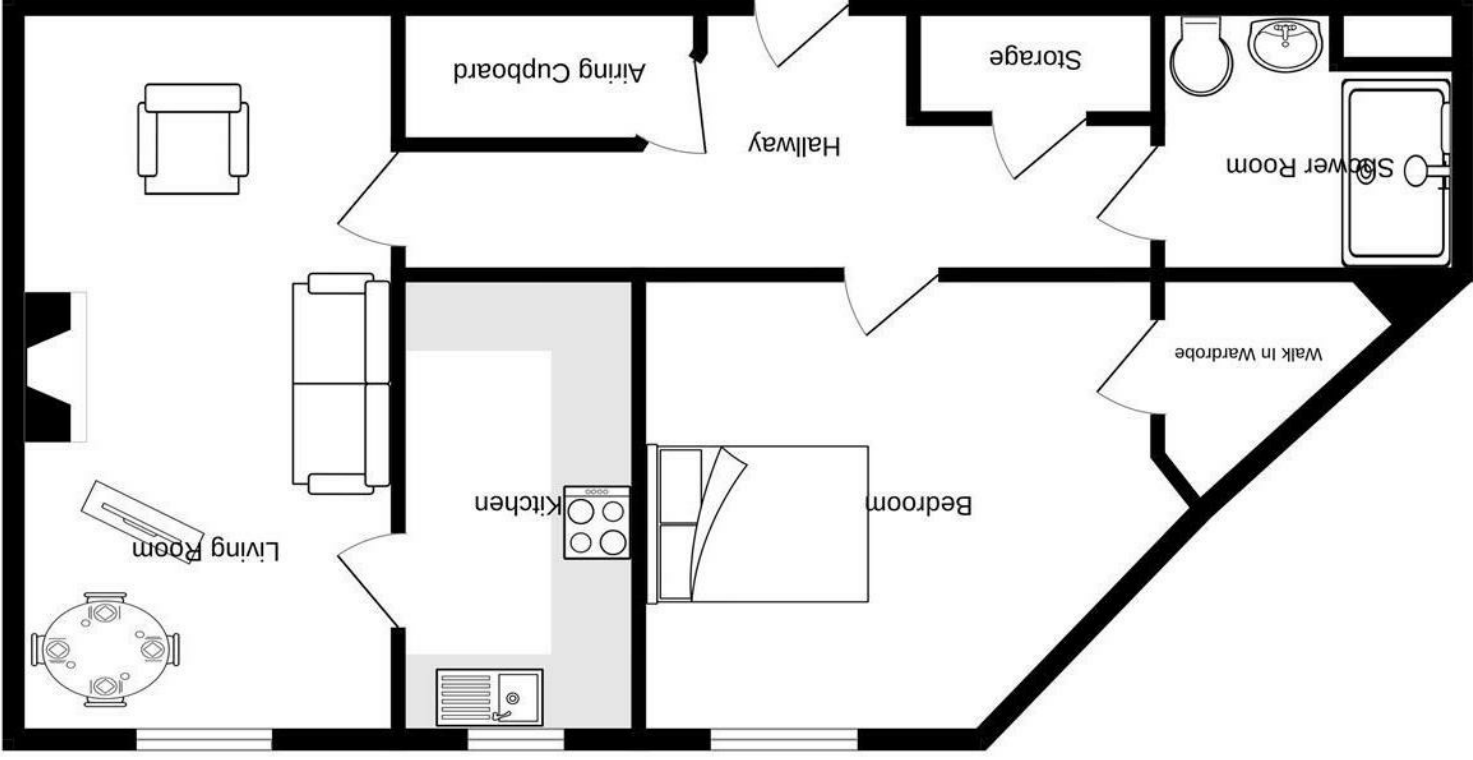 Living Room
Bedroom
Kitchen
Walk In Wardrobe
Shower Room
Hallway
Airing Cupboard
Storage